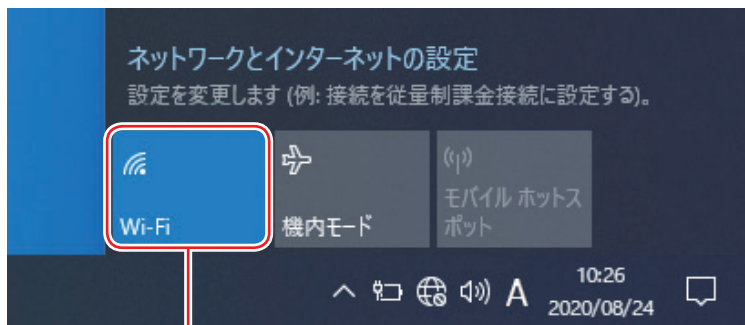 ネットワークとインターネットの設定
設定を変更します (例: 接続を従量制課金接続に設定する)。
Wi-Fi
機内モード
モバイル ホットス
ポット
A
10:26
2020/08/24